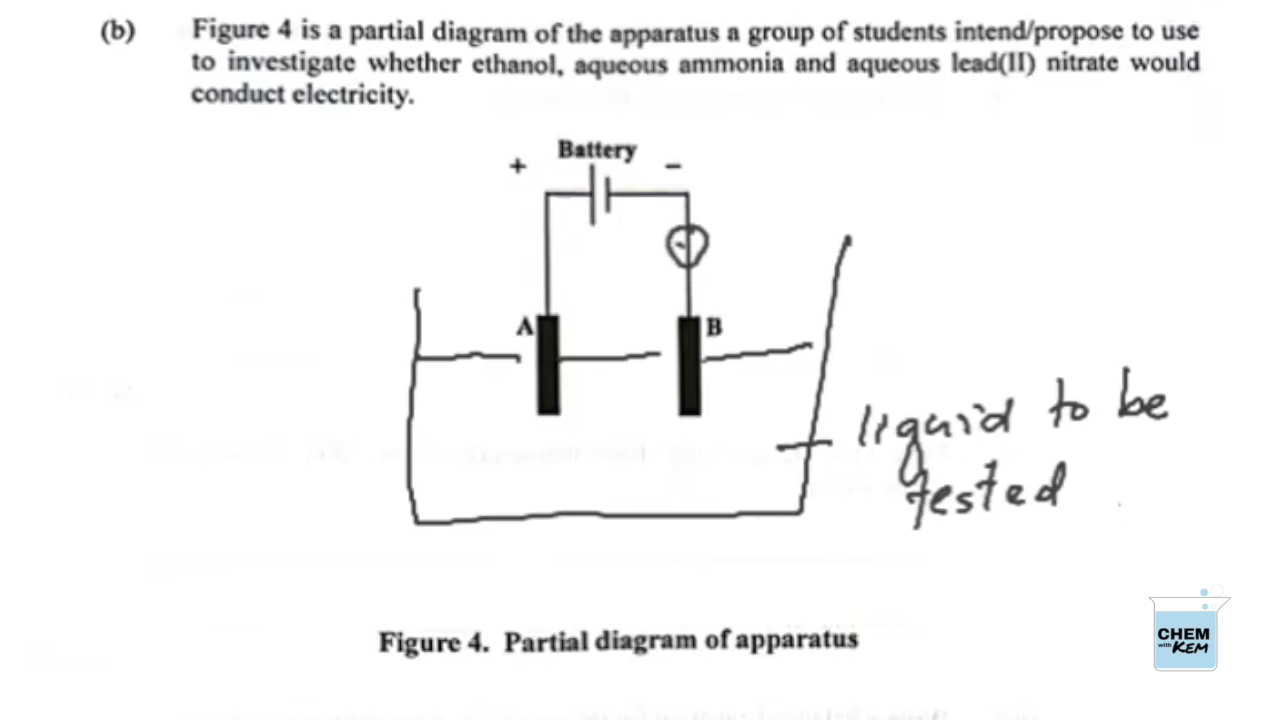 (b) Figure 4 is a partial diagram of the apparatus a group of students intend/propose to use
to investigate whether ethanol, aqueous ammonia and aqueous lead(II) nitrate would
conduct electricity.
Battery
+ −
A B
liquid to be
tested
Figure 4. Partial diagram of apparatus
CHEM
with KEM